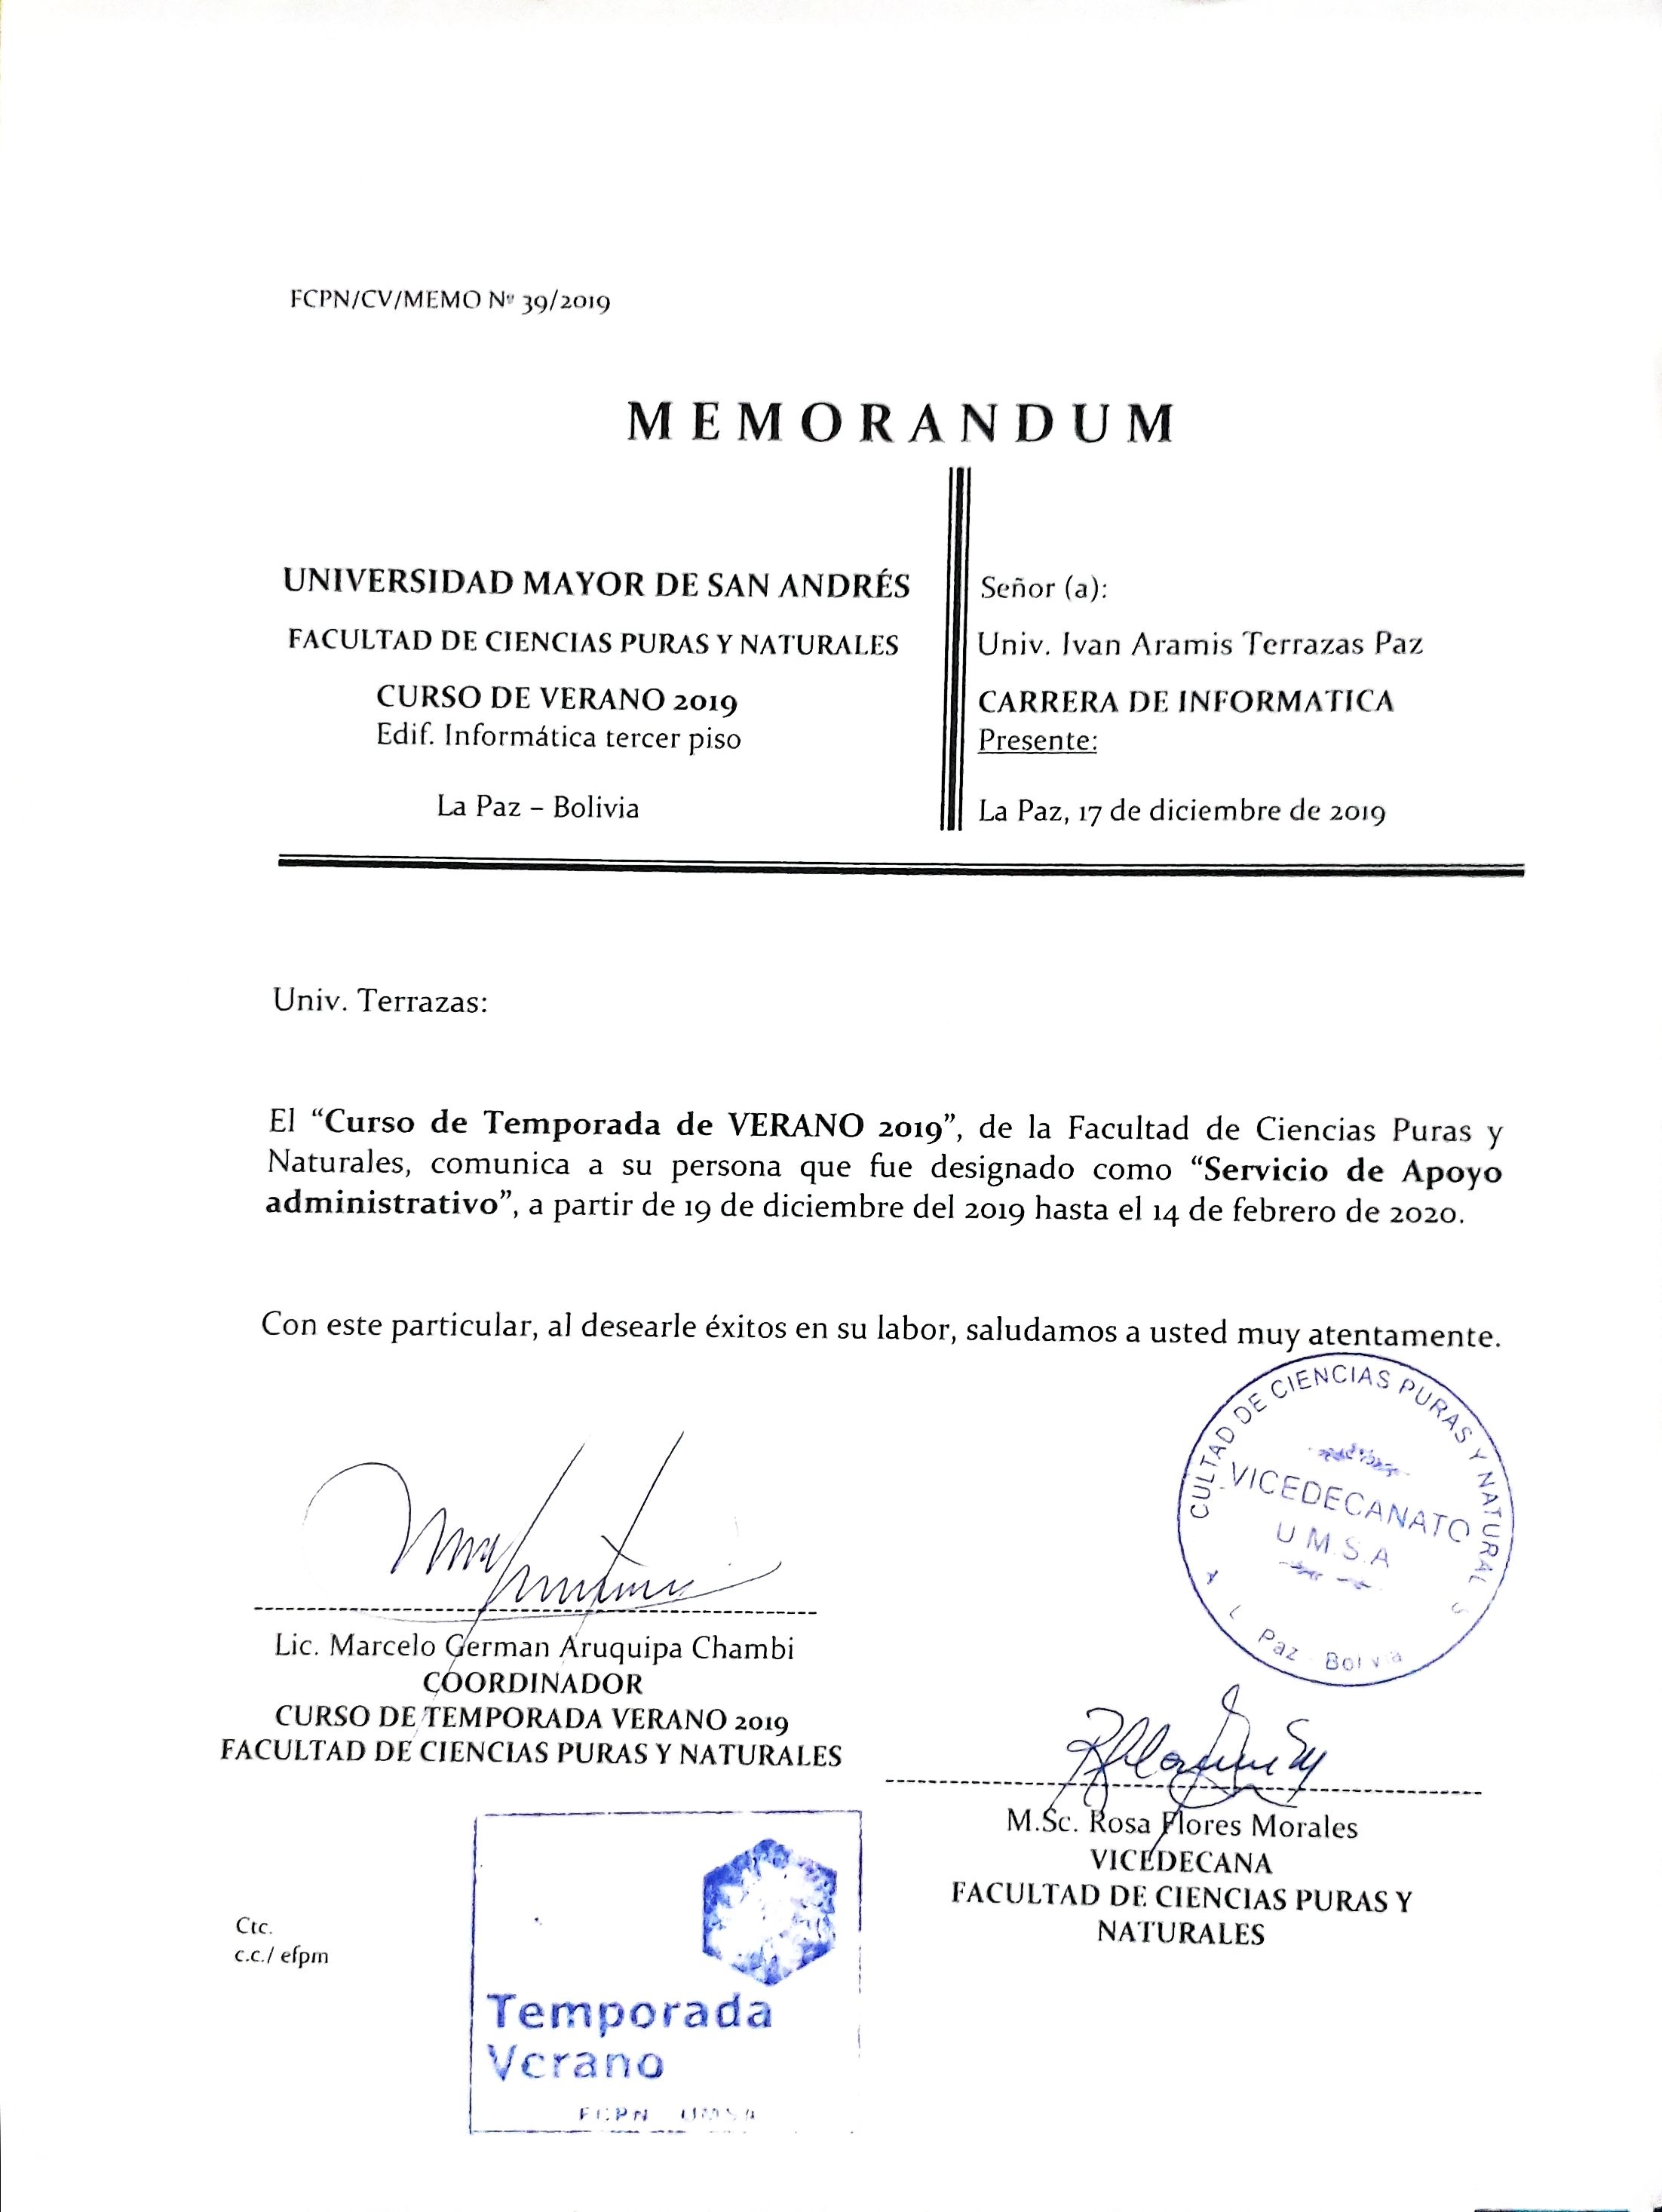 FCPN/CV/MEMO Nº 39/2019
MEMORANDUM
UNIVERSIDAD MAYOR DE SAN ANDRÉS
FACULTAD DE CIENCIAS PURAS Y NATURALES
CURSO DE VERANO 2019
Edif. Informática tercer piso
La Paz – Bolivia
Señor (a):
Univ. Ivan Aramis Terrazas Paz
CARRERA DE INFORMATICA
Presente:
La Paz, 17 de diciembre de 2019
Univ. Terrazas:
El “Curso de Temporada de VERANO 2019”, de la Facultad de Ciencias Puras y
Naturales, comunica a su persona que fue designado como “Servicio de Apoyo
administrativo”, a partir de 19 de diciembre del 2019 hasta el 14 de febrero de 2020.
Con este particular, al desearle éxitos en su labor, saludamos a usted muy atentamente.
CULTAD DE CIENCIAS PURAS Y NATURAL
VICEDECANATO
U.M.S.A
Paz - Bolivia
Lic. Marcelo German Aruquipa Chambi
COORDINADOR
CURSO DE TEMPORADA VERANO 2019
FACULTAD DE CIENCIAS PURAS Y NATURALES
M.Sc. Rosa Flores Morales
VICEDECANA
FACULTAD DE CIENCIAS PURAS Y
NATURALES
Ctc.
c.c./ efpm
Temporada
Verano
FCPN UMSA